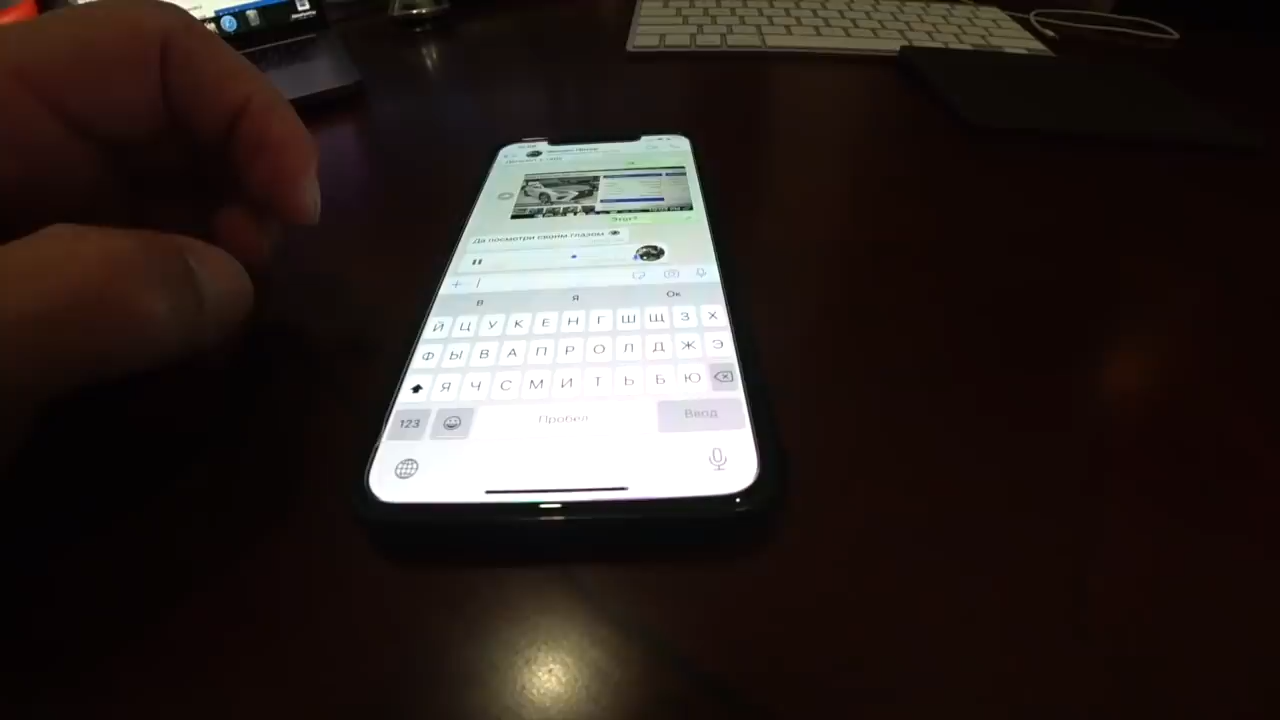 Этот?
Да посмотри своим глазом 👁
В Я Ок
Й Ц У К Е Н Г Ш Щ З Х
Ф Ы В А П Р О Л Д Ж Э
Я Ч С М И Т Ь Б Ю
123 Пробел Ввод